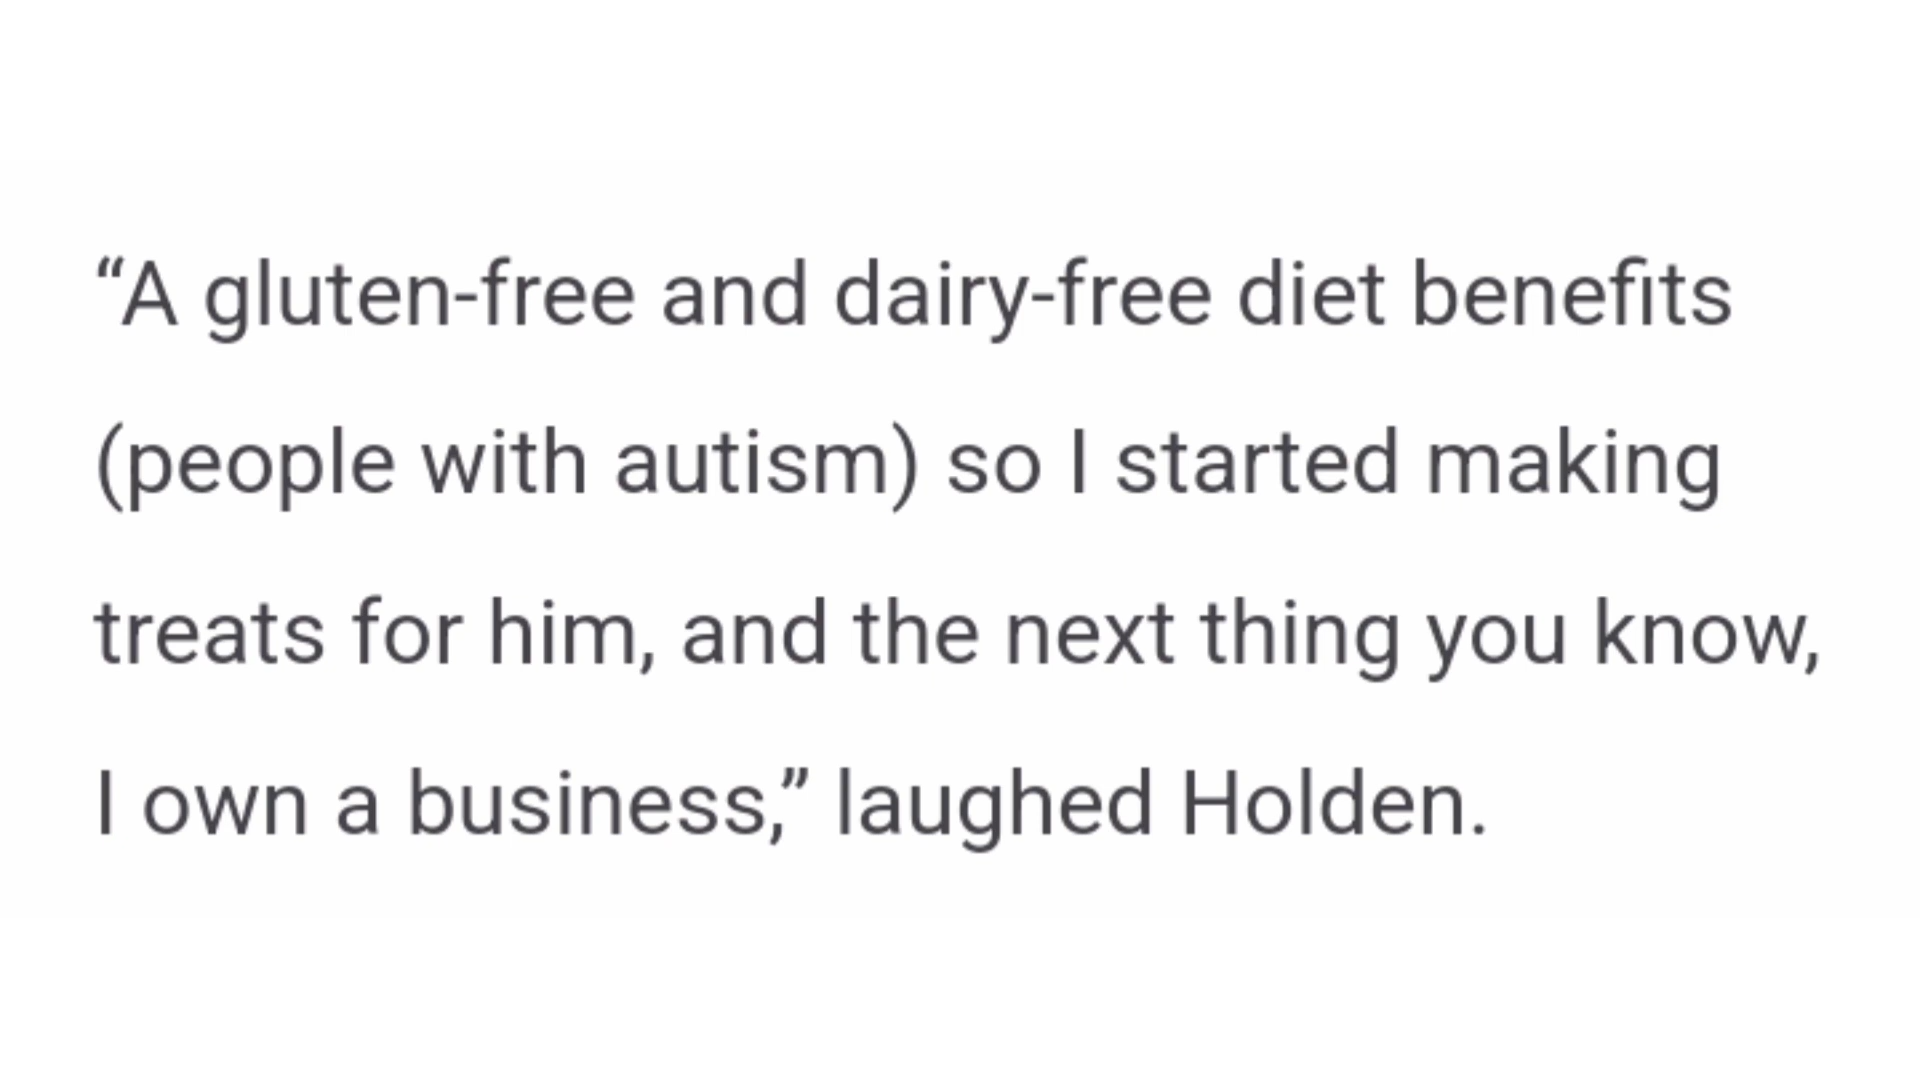 “A gluten-free and dairy-free diet benefits
(people with autism) so I started making
treats for him, and the next thing you know,
I own a business,” laughed Holden.